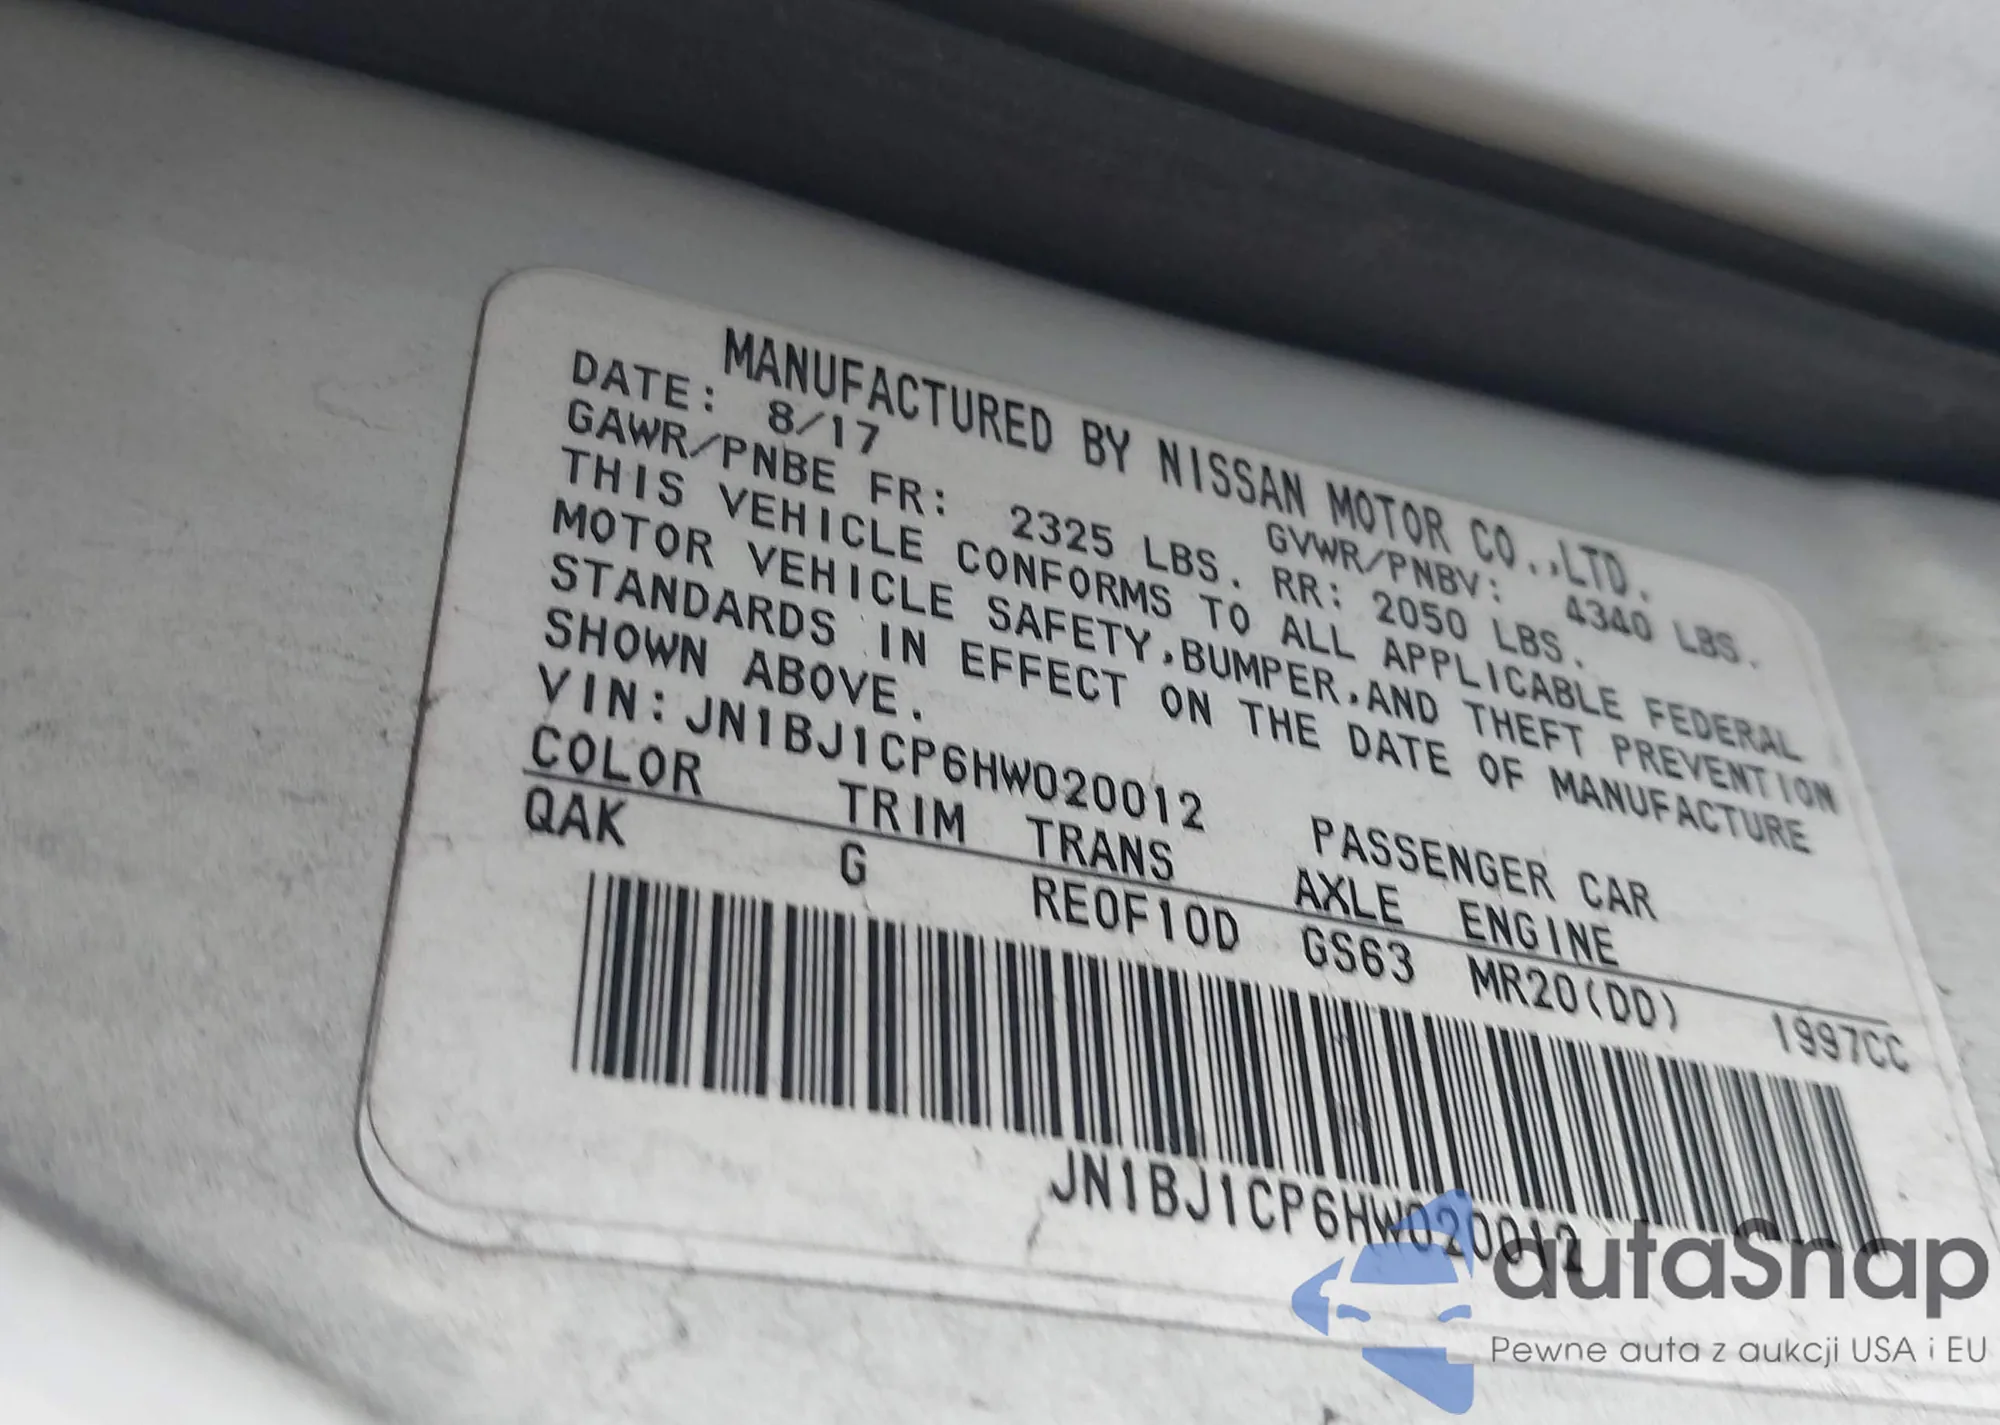 MANUFACTURED BY NISSAN MOTOR CO.,LTD.
DATE: 8/17 GVWR/PNBV: 4340 LBS.
GAWR/PNBE FR: 2325 LBS. RR: 2050 LBS.
THIS VEHICLE CONFORMS TO ALL APPLICABLE FEDERAL
MOTOR VEHICLE SAFETY,BUMPER,AND THEFT PREVENTION
STANDARDS IN EFFECT ON THE DATE OF MANUFACTURE
SHOWN ABOVE.
VIN: JN1BJ1CP6HW020012 PASSENGER CAR
COLOR TRIM TRANS AXLE ENGINE
QAK G RE0F10D GS63 MR20(DD) 1997CC
JN1BJ1CP6HW020012
autaSnap
Pewne auta z aukcji USA i EU